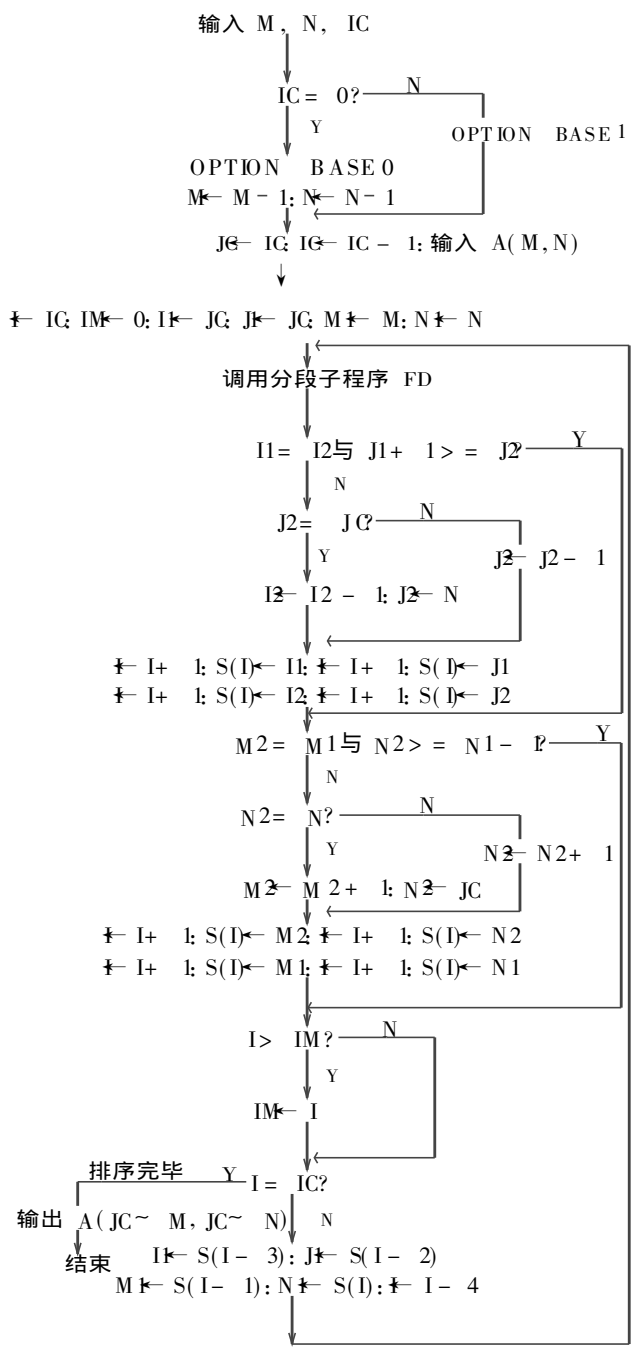 输入 M, N, IC
IC= 0? N
Y
OPTION BASE 1
OPTION BASE 0
M← M-1: N← N-1
JC← IC: IC← IC-1: 输入 A(M,N)
I← IC: IM← 0: I1← JC: J1← JC: M1← M: N1← N
调用分段子程序 FD
I1= I2与 J1+ 1>= J2? Y
N
J2= JC? N
Y
J2← J2- 1
I2← I2 - 1: J2← N
I← I+ 1: S(I)← I1: I← I+ 1: S(I)← J1
I← I+ 1: S(I)← I2: I← I+ 1: S(I)← J2
M2= M1与 N2>= N1- 1? Y
N
N2= N? N
Y
N2← N2+ 1
M2← M2+ 1: N2← JC
I← I+ 1: S(I)← M2: I← I+ 1: S(I)← N2
I← I+ 1: S(I)← M1: I← I+ 1: S(I)← N1
I> IM? N
Y
IM← I
排序完毕 Y
I= IC?
输出 A(JC~ M, JC~ N)
N
结束
I1← S(I- 3): J1← S(I- 2)
M1← S(I- 1): N1← S(I): I← I- 4